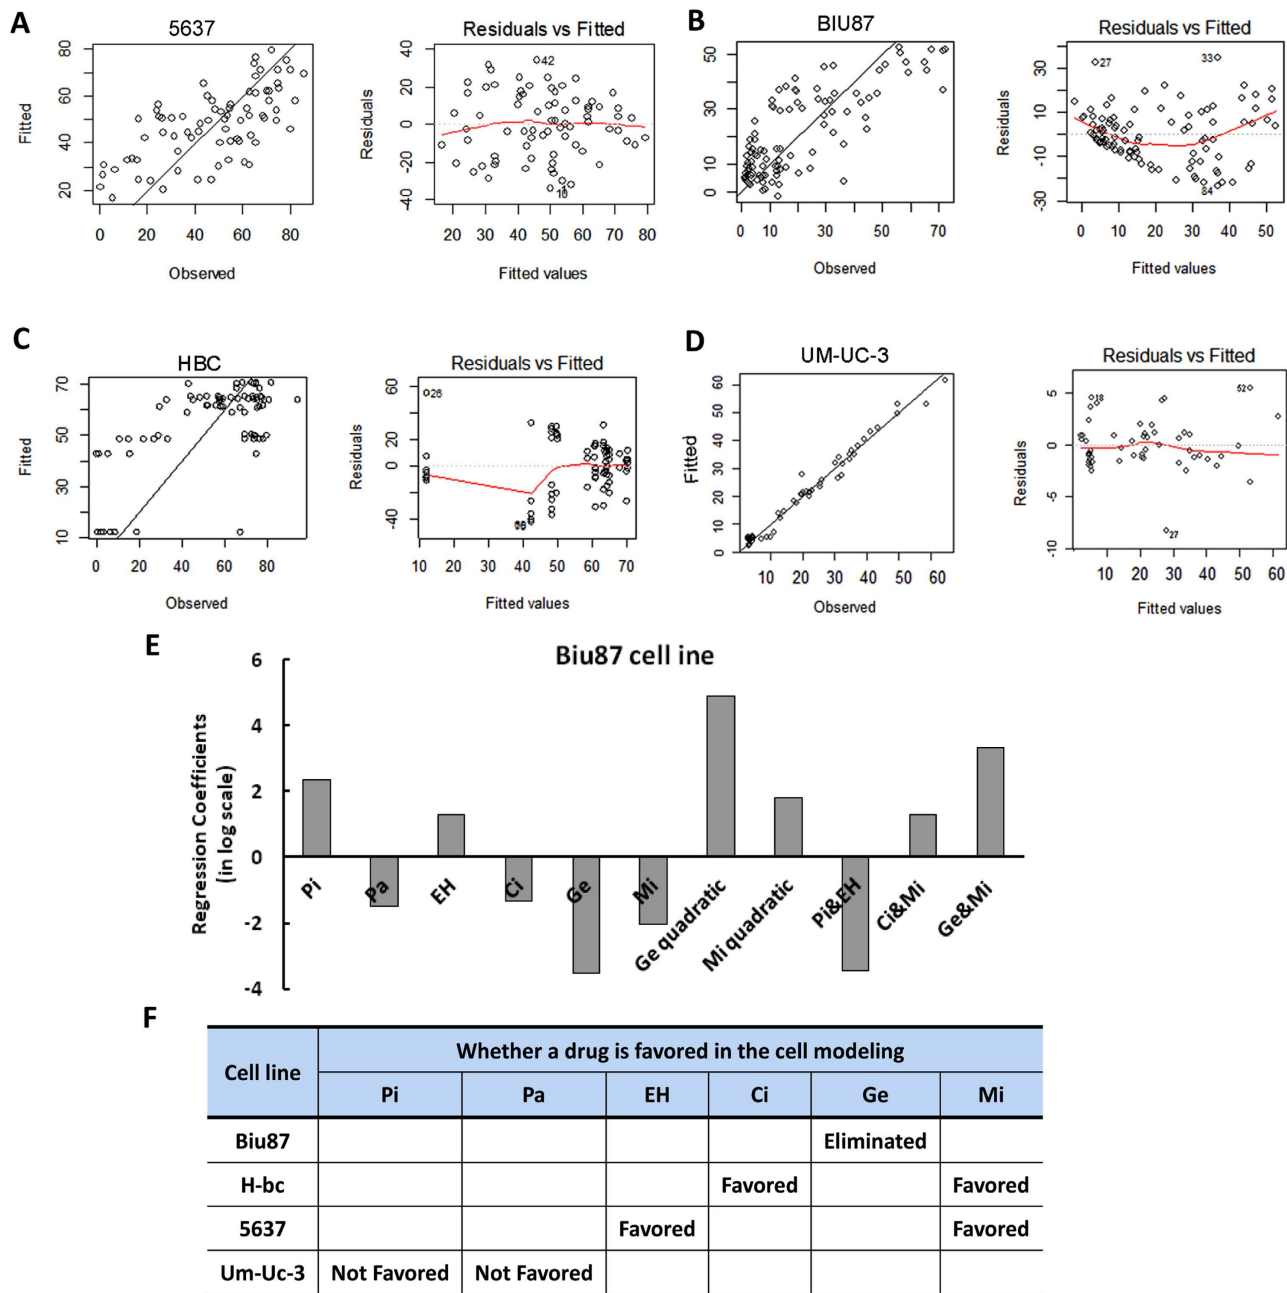 A
5637
Fitted
80
60
40
20
0 20 40 60 80
Observed
Residuals vs Fitted
Residuals
40
20
0
-20
-40
42
20 30 40 50 60 70 80
Fitted values
B
BIU87
50
30
10
0
0 10 20 30 40 50 60 70
Observed
Residuals vs Fitted
Residuals
30
10
-10
-30
27
33
84
0 10 20 30 40 50
Fitted values
C
HBC
Fitted
70
50
30
10
0 20 40 60 80
Observed
Residuals vs Fitted
Residuals
60
20
0
-40
26
10 20 30 40 50 60 70
Fitted values
D
UM-UC-3
Fitted
60
50
40
30
20
10
0
10 20 30 40 50 60
Observed
Residuals vs Fitted
Residuals
5
0
-5
-10
18
52
27
10 20 30 40 50 60
Fitted values
E
Biu87 cell ine
Regression Coefficients
(in log scale)
6
4
2
0
-2
-4
Pi
Pa
EH
Ci
Ge
Mi
Ge quadratic
Mi quadratic
Pi&EH
Ci&Mi
Ge&Mi
F
Cell line
Whether a drug is favored in the cell modeling
Pi Pa EH Ci Ge Mi
Biu87 Eliminated
H-bc Favored Favored
5637 Favored Favored
Um-Uc-3 Not Favored Not Favored